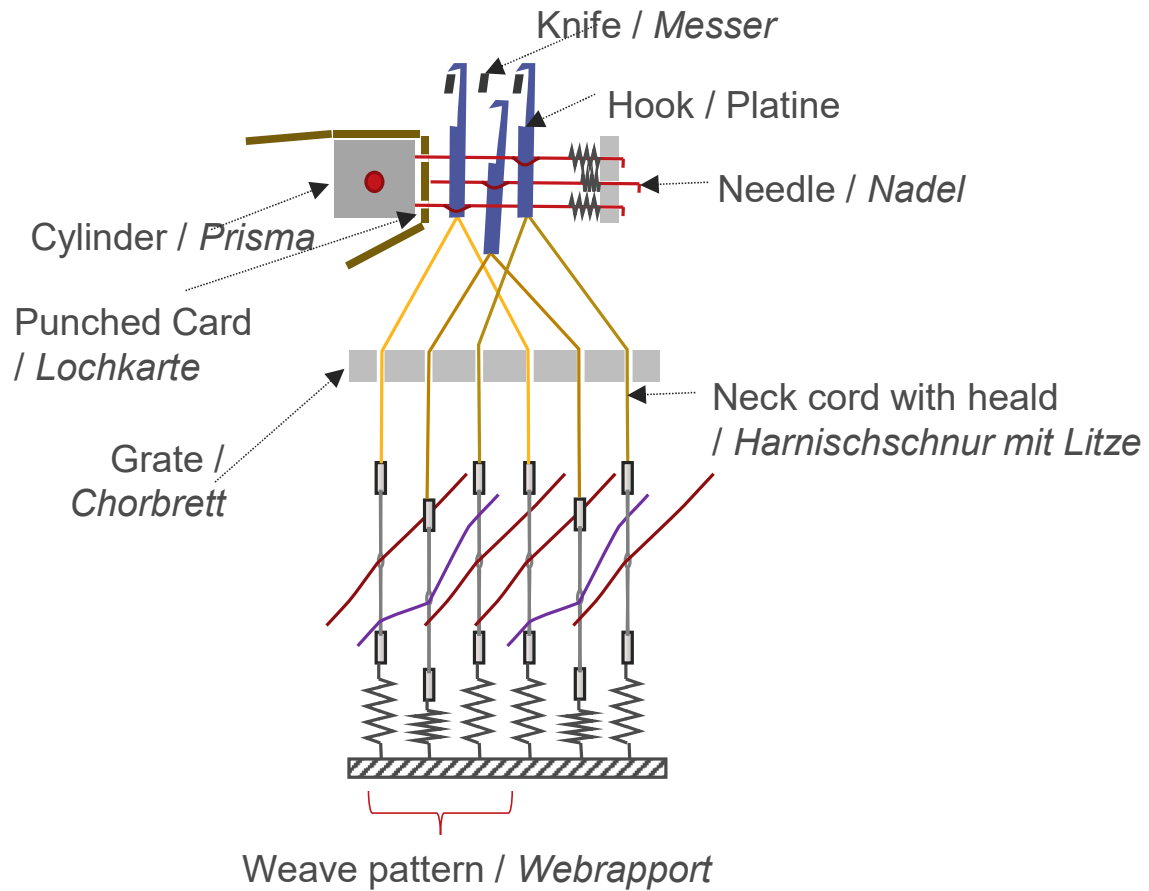 Knife / Messer
Hook / Platine
Needle / Nadel
Cylinder / Prisma
Punched Card
/ Lochkarte
Neck cord with heald
/ Harnischschnur mit Litze
Grate /
Chorbrett
Weave pattern / Webrapport